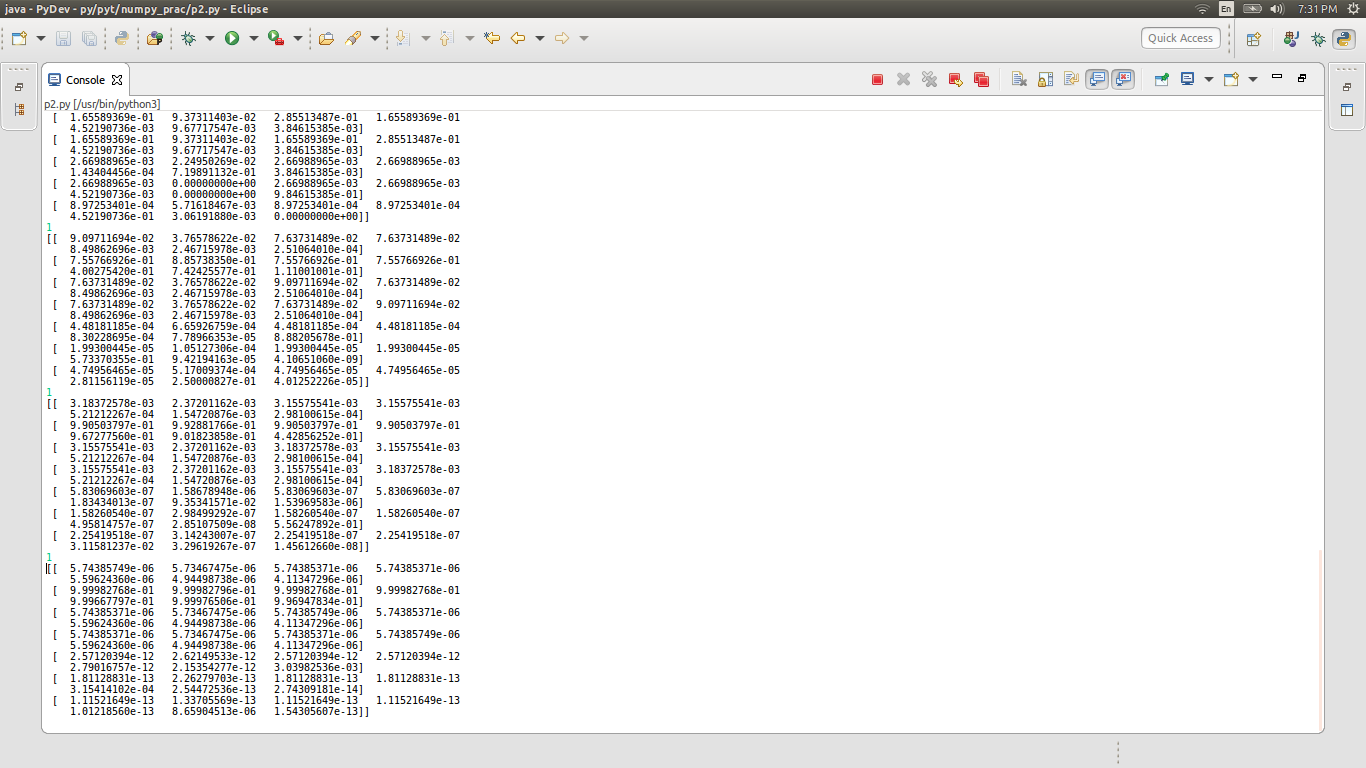 java - PyDev - py/pyt/numpy_prac/p2.py - Eclipse
En
7:31 PM
Quick Access
Console
p2.py [/usr/bin/python3]
[ 1.65589369e-01 9.37311403e-02 2.85513487e-01 1.65589369e-01
4.52190736e-03 9.67717547e-03 3.84615385e-03]
[ 1.65589369e-01 9.37311403e-02 1.65589369e-01 2.85513487e-01
4.52190736e-03 9.67717547e-03 3.84615385e-03]
[ 2.66988965e-03 2.24950269e-02 2.66988965e-03 2.66988965e-03
1.43404456e-04 7.19891132e-01 3.84615385e-03]
[ 2.66988965e-03 0.00000000e+00 2.66988965e-03 2.66988965e-03
4.52190736e-03 0.00000000e+00 9.84615385e-01]
[ 8.97253401e-04 5.71618467e-03 8.97253401e-04 8.97253401e-04
4.52190736e-01 3.06191880e-03 0.00000000e+00]]
1
[[ 9.09711694e-02 3.76578622e-02 7.63731489e-02 7.63731489e-02
8.49862696e-03 2.46715978e-03 2.51064010e-04]
[ 7.55766926e-01 8.85738350e-01 7.55766926e-01 7.55766926e-01
4.00275420e-01 7.42425577e-01 1.11001001e-01]
[ 7.63731489e-02 3.76578622e-02 9.09711694e-02 7.63731489e-02
8.49862696e-03 2.46715978e-03 2.51064010e-04]
[ 7.63731489e-02 3.76578622e-02 7.63731489e-02 9.09711694e-02
8.49862696e-03 2.46715978e-03 2.51064010e-04]
[ 4.48181185e-04 6.65926759e-04 4.48181185e-04 4.48181185e-04
8.30228695e-04 7.78966353e-05 8.88205678e-01]
[ 1.99300445e-05 1.05127306e-04 1.99300445e-05 1.99300445e-05
5.73370355e-01 9.42194163e-05 4.10651060e-09]
[ 4.74956465e-05 5.17009374e-04 4.74956465e-05 4.74956465e-05
2.81156119e-05 2.50000827e-01 4.01252226e-05]]
1
[[ 3.18372578e-03 2.37201162e-03 3.15575541e-03 3.15575541e-03
5.21212267e-04 1.54720876e-03 2.98100615e-04]
[ 9.90503797e-01 9.92881766e-01 9.90503797e-01 9.90503797e-01
9.67277560e-01 9.01823858e-01 4.42856252e-01]
[ 3.15575541e-03 2.37201162e-03 3.18372578e-03 3.15575541e-03
5.21212267e-04 1.54720876e-03 2.98100615e-04]
[ 3.15575541e-03 2.37201162e-03 3.15575541e-03 3.18372578e-03
5.21212267e-04 1.54720876e-03 2.98100615e-04]
[ 5.83069603e-07 1.58678948e-06 5.83069603e-07 5.83069603e-07
1.83434013e-07 9.35341571e-02 1.53969583e-06]
[ 1.58260540e-07 2.98499292e-07 1.58260540e-07 1.58260540e-07
4.95814757e-07 2.85107509e-08 5.56247892e-01]
[ 2.25419518e-07 3.14243007e-07 2.25419518e-07 2.25419518e-07
3.11581237e-02 3.29619267e-07 1.45612660e-08]]
1
[[ 5.74385749e-06 5.73467475e-06 5.74385371e-06 5.74385371e-06
5.59624360e-06 4.94498738e-06 4.11347296e-06]
[ 9.99982768e-01 9.99982796e-01 9.99982768e-01 9.99982768e-01
9.99667797e-01 9.99976506e-01 9.96947834e-01]
[ 5.74385371e-06 5.73467475e-06 5.74385749e-06 5.74385371e-06
5.59624360e-06 4.94498738e-06 4.11347296e-06]
[ 5.74385371e-06 5.73467475e-06 5.74385371e-06 5.74385749e-06
5.59624360e-06 4.94498738e-06 4.11347296e-06]
[ 2.57120394e-12 2.62149533e-12 2.57120394e-12 2.57120394e-12
2.79016757e-12 2.15354277e-12 3.03982536e-03]
[ 1.81128831e-13 2.26279703e-13 1.81128831e-13 1.81128831e-13
3.15414102e-04 2.54472536e-13 2.74309181e-14]
[ 1.11521649e-13 1.33705569e-13 1.11521649e-13 1.11521649e-13
1.01218560e-13 8.65904513e-06 1.54305607e-13]]